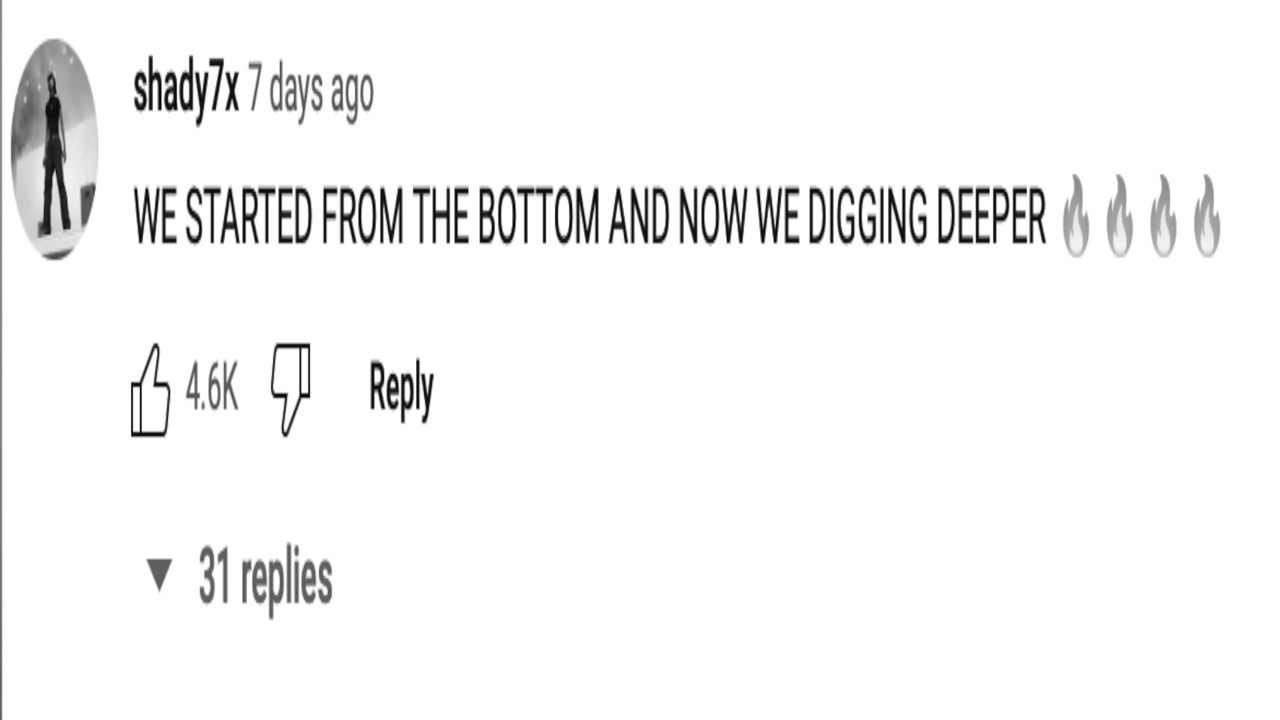 shady7x 7 days ago
WE STARTED FROM THE BOTTOM AND NOW WE DIGGING DEEPER 🔥🔥🔥🔥
4.6K Reply
31 replies